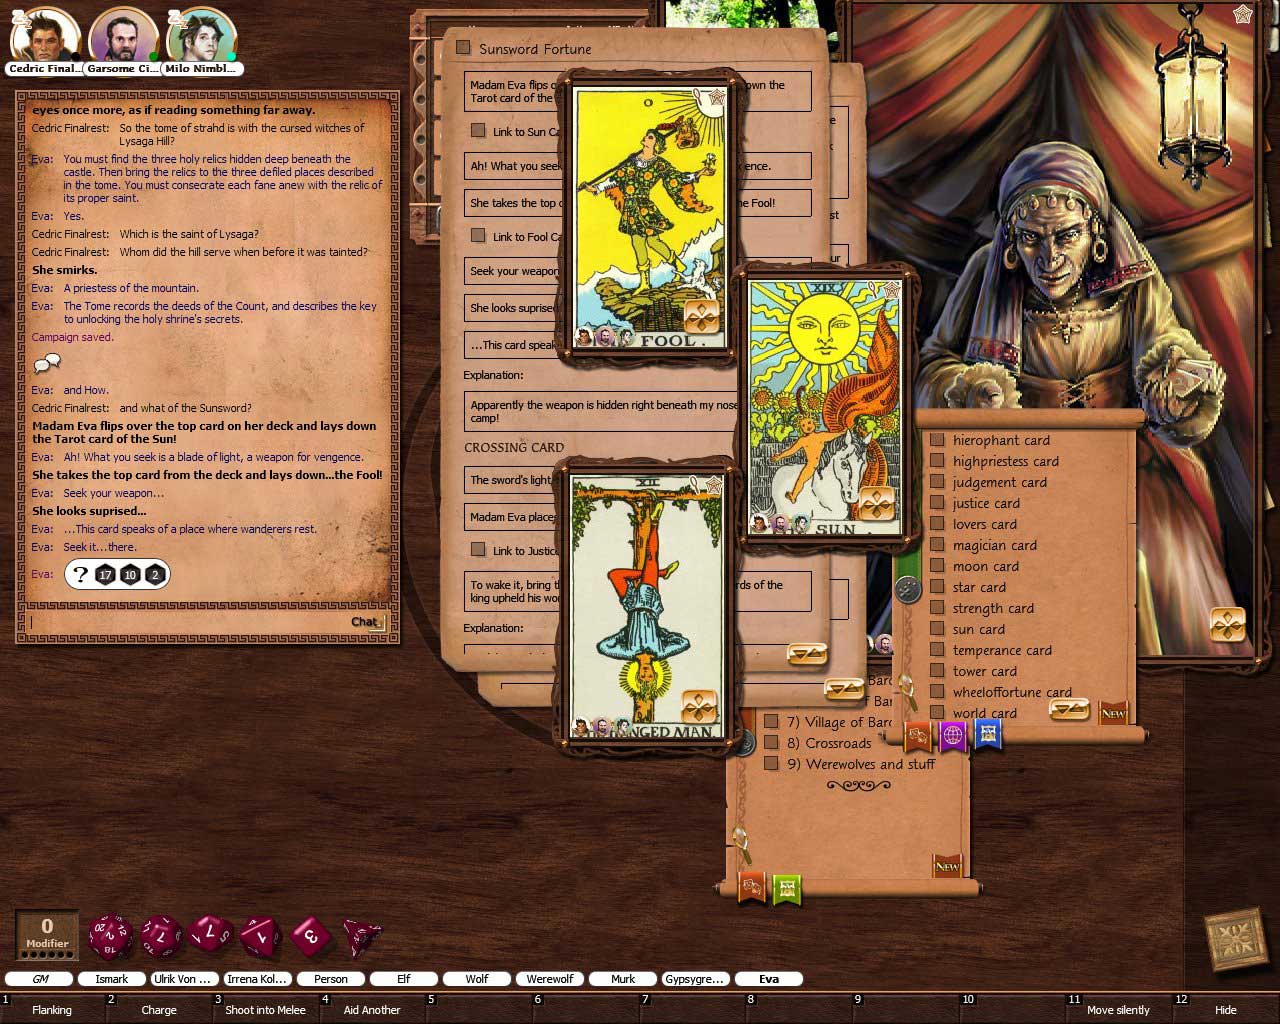 Cedric Final...
Garsome Ci...
Milo Nimbl...
eyes once more, as if reading something far away.
Cedric Finalrest: So the tome of strahd is with the cursed witches of
Lysaga Hill?
Eva: You must find the three holy relics hidden deep beneath the
castle. Then bring the relics to the three defiled places described
in the tome. You must consecrate each fane anew with the relic of
its proper saint.
Eva: Yes.
Cedric Finalrest: Which is the saint of Lysaga?
Cedric Finalrest: Whom did the hill serve when before it was tainted?
She smirks.
Eva: A priestess of the mountain.
Eva: The Tome records the deeds of the Count, and describes the key
to unlocking the holy shrine's secrets.
Campaign saved.
Eva: and How.
Cedric Finalrest: and what of the Sunsword?
Madam Eva flips over the top card on her deck and lays down
the Tarot card of the Sun!
Eva: Ah! What you seek is a blade of light, a weapon for vengence.
She takes the top card from the deck and lays down...the Fool!
Eva: Seek your weapon...
She looks suprised...
Eva: ...This card speaks of a place where wanderers rest.
Eva: Seek it...there.
Eva: ? 17 10 2
Chat
Sunsword Fortune
Madam Eva flips own the
Tarot card of the
Link to Sun Ca
Ah! What you seek ence.
She takes the top c he Fool!
Link to Fool Ca
Seek your weapon
She looks suprised
...This card speak
Explanation:
Apparently the weapon is hidden right beneath my nose
camp!
CROSSING CARD
The sword's light
Madam Eva place
Link to Justic
To wake it, bring th rds of the
king upheld his wo
Explanation:
0
FOOL.
XIX
SUN.
XII
NGED MAN.
hierophant card
highpriestess card
judgement card
justice card
lovers card
magician card
moon card
star card
strength card
sun card
temperance card
tower card
wheeloffortune card
world card
NEW
Baro
f Bar
7) Village of Baro
8) Crossroads
9) Werewolves and stuff
NEW
0
Modifier
GM
Ismark
Ulrik Von ...
Irrena Kol...
Person
Elf
Wolf
Werewolf
Murk
Gypsygre...
Eva
1 Flanking
2 Charge
3 Shoot into Melee
4 Aid Another
5
6
7
8
9
10
11 Move silently
12 Hide